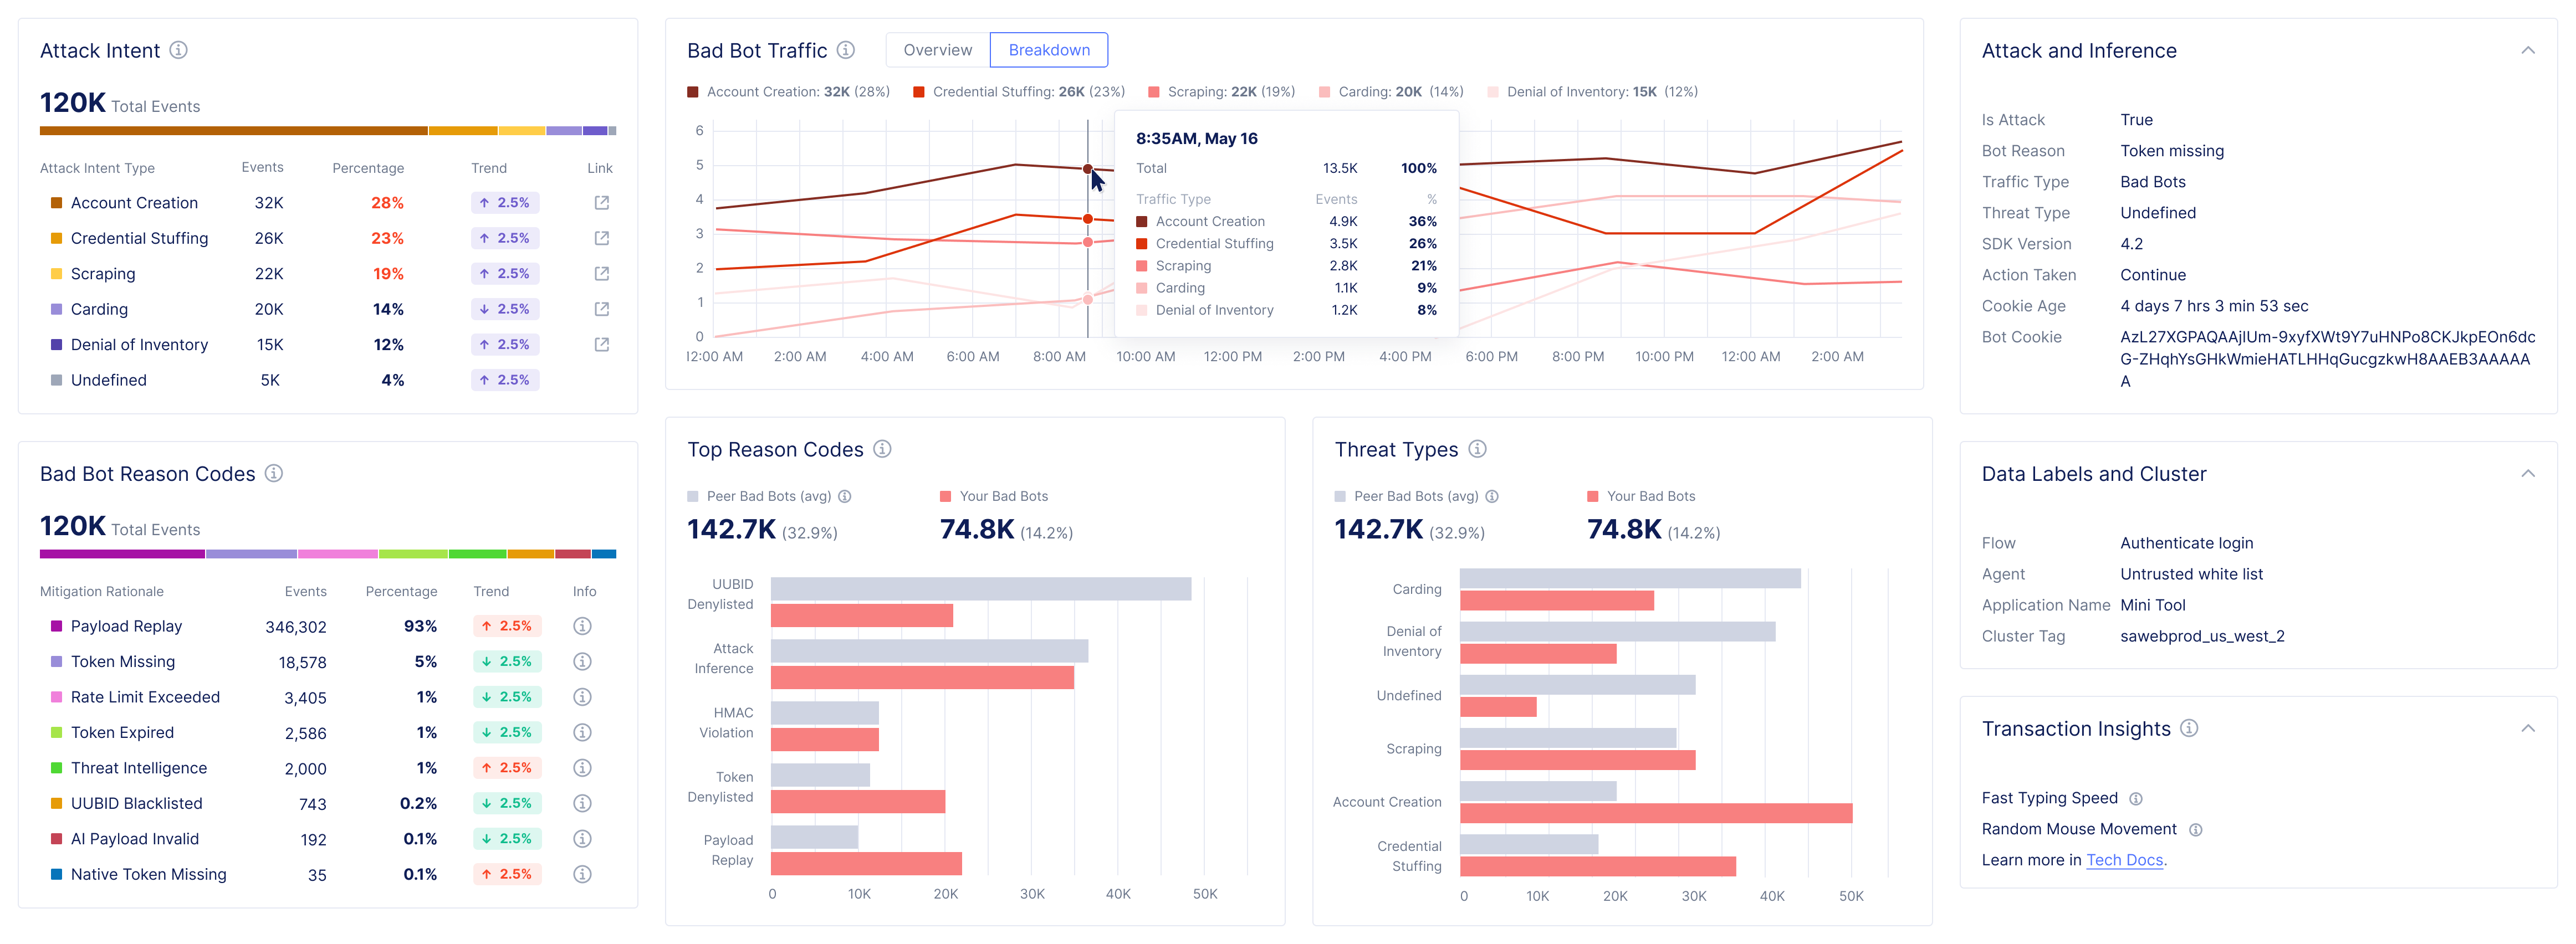 Attack Intent
120K Total Events
Attack Intent Type Events Percentage Trend Link
Account Creation 32K 28% ↑ 2.5%
Credential Stuffing 26K 23% ↑ 2.5%
Scraping 22K 19% ↑ 2.5%
Carding 20K 14% ↓ 2.5%
Denial of Inventory 15K 12% ↑ 2.5%
Undefined 5K 4% ↑ 2.5%
Bad Bot Reason Codes
120K Total Events
Mitigation Rationale Events Percentage Trend Info
Payload Replay 346,302 93% ↑ 2.5%
Token Missing 18,578 5% ↓ 2.5%
Rate Limit Exceeded 3,405 1% ↓ 2.5%
Token Expired 2,586 1% ↓ 2.5%
Threat Intelligence 2,000 1% ↑ 2.5%
UUBID Blacklisted 743 0.2% ↓ 2.5%
AI Payload Invalid 192 0.1% ↓ 2.5%
Native Token Missing 35 0.1% ↑ 2.5%
Bad Bot Traffic Overview Breakdown
Account Creation: 32K (28%) Credential Stuffing: 26K (23%) Scraping: 22K (19%) Carding: 20K (14%) Denial of Inventory: 15K (12%)
6
5
4
3
2
1
0
12:00 AM 2:00 AM 4:00 AM 6:00 AM 8:00 AM 10:00 AM 12:00 PM 2:00 PM 4:00 PM 6:00 PM 8:00 PM 10:00 PM 12:00 AM 2:00 AM
8:35AM, May 16
Total 13.5K 100%
Traffic Type Events %
Account Creation 4.9K 36%
Credential Stuffing 3.5K 26%
Scraping 2.8K 21%
Carding 1.1K 9%
Denial of Inventory 1.2K 8%
Top Reason Codes
Peer Bad Bots (avg) Your Bad Bots
142.7K (32.9%) 74.8K (14.2%)
UUBID
Denylisted
Attack
Inference
HMAC
Violation
Token
Denylisted
Payload
Replay
0 10K 20K 30K 40K 50K
Threat Types
Peer Bad Bots (avg) Your Bad Bots
142.7K (32.9%) 74.8K (14.2%)
Carding
Denial of
Inventory
Undefined
Scraping
Account Creation
Credential
Stuffing
0 10K 20K 30K 40K 50K
Attack and Inference
Is Attack True
Bot Reason Token missing
Traffic Type Bad Bots
Threat Type Undefined
SDK Version 4.2
Action Taken Continue
Cookie Age 4 days 7 hrs 3 min 53 sec
Bot Cookie AzL27XGPAQAAjIUm-9xyfXWt9Y7uHNPo8CKJkpEOn6dc
G-ZHqhYsGHkWmieHATLHHqGucgzkwH8AAEB3AAAAA
A
Data Labels and Cluster
Flow Authenticate login
Agent Untrusted white list
Application Name Mini Tool
Cluster Tag sawebprod_us_west_2
Transaction Insights
Fast Typing Speed
Random Mouse Movement
Learn more in Tech Docs.